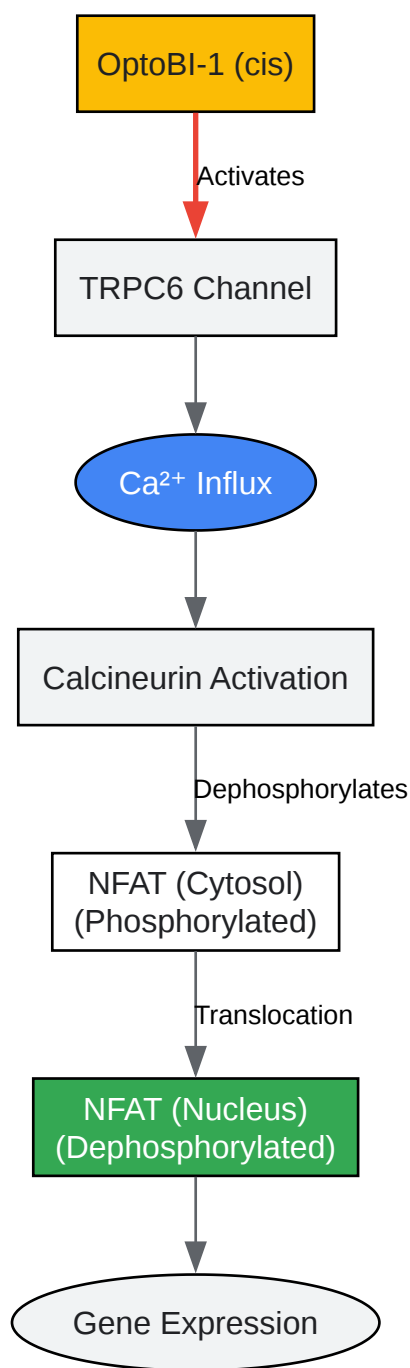 OptoBI-1 (cis)
Activates
TRPC6 Channel
Ca²⁺ Influx
Calcineurin Activation
Dephosphorylates
NFAT (Cytosol)
(Phosphorylated)
Translocation
NFAT (Nucleus)
(Dephosphorylated)
Gene Expression